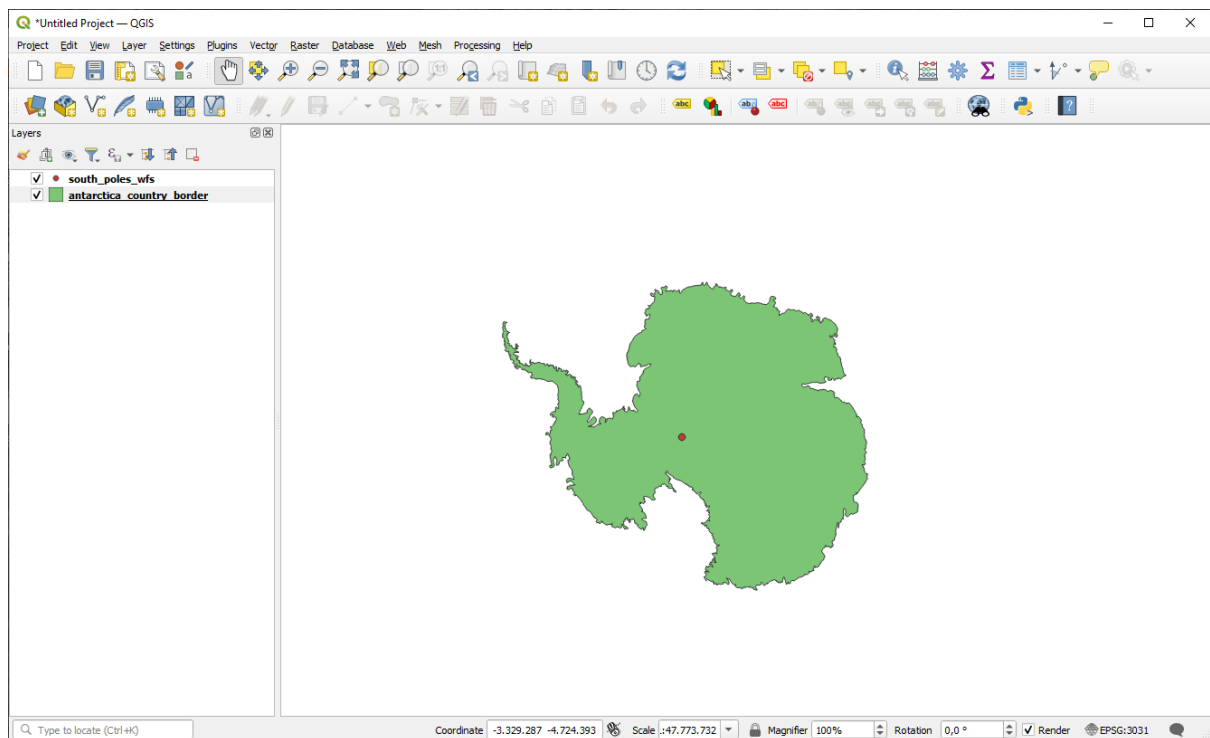 *Untitled Project — QGIS
Project Edit View Layer Settings Plugins Vector Raster Database Web Mesh Processing Help
Layers
south_poles_wfs
antarctica_country_border
Type to locate (Ctrl+K) Coordinate -3.329.287 -4.724.393 Scale .:47.773.732 Magnifier 100% Rotation 0,0 ° Render EPSG:3031